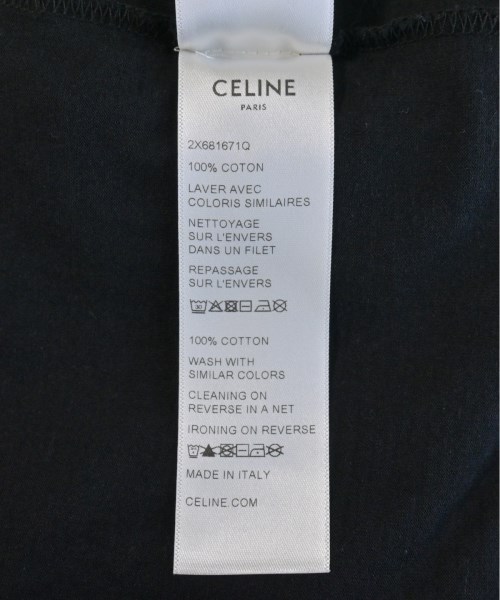 CELINE
PARIS
2X681671Q
100% COTON
LAVER AVEC
COLORIS SIMILAIRES
NETTOYAGE
SUR L'ENVERS
DANS UN FILET
REPASSAGE
SUR L'ENVERS
100% COTTON
WASH WITH
SIMILAR COLORS
CLEANING ON
REVERSE IN A NET
IRONING ON REVERSE
MADE IN ITALY
CELINE.COM